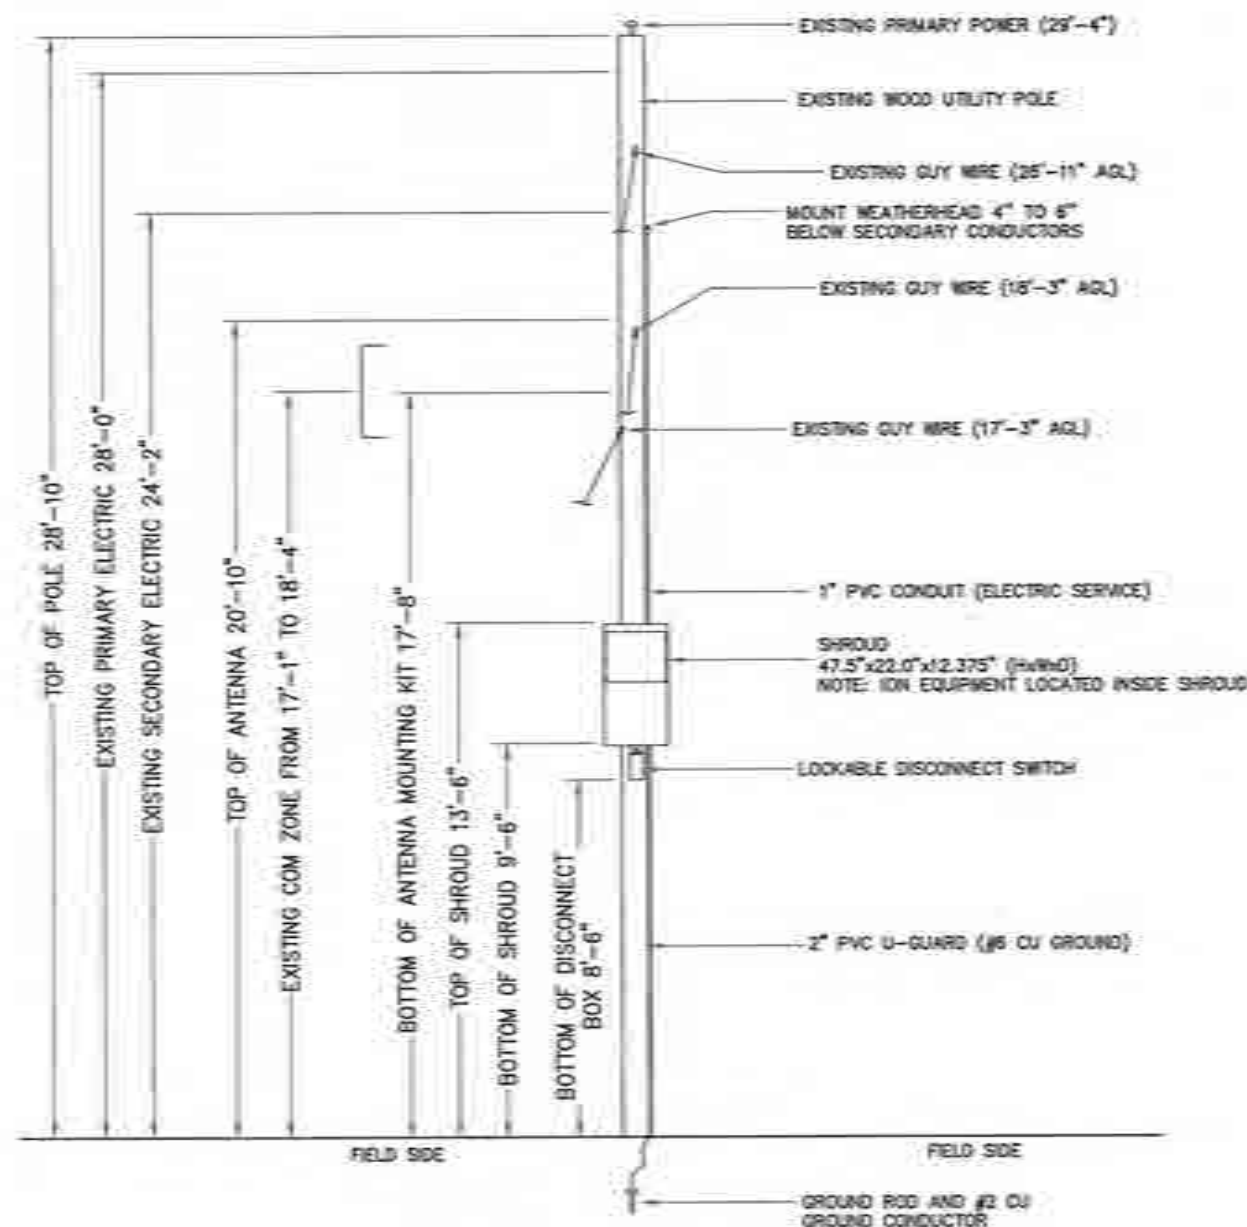 EXISTING PRIMARY POWER (29'-4")
EXISTING WOOD UTILITY POLE
EXISTING GUY WIRE (26'-11" AGL)
MOUNT WEATHERHEAD 4" TO 6"
BELOW SECONDARY CONDUCTORS
EXISTING GUY WIRE (18'-3" AGL)
EXISTING GUY WIRE (17'-3" AGL)
1" PVC CONDUIT (ELECTRIC SERVICE)
SHROUD
47.5"x22.0"x12.375" (HxWxD)
NOTE: ION EQUIPMENT LOCATED INSIDE SHROUD
LOCKABLE DISCONNECT SWITCH
2" PVC U-GUARD (#6 CU GROUND)
TOP OF POLE 28'-10"
EXISTING PRIMARY ELECTRIC 28'-0"
EXISTING SECONDARY ELECTRIC 24'-2"
TOP OF ANTENNA 20'-10"
EXISTING COM ZONE FROM 17'-1" TO 18'-4"
BOTTOM OF ANTENNA MOUNTING KIT 17'-8"
TOP OF SHROUD 13'-6"
BOTTOM OF SHROUD 9'-6"
BOTTOM OF DISCONNECT
BOX 8'-6"
FIELD SIDE
FIELD SIDE
GROUND ROD AND #2 CU
GROUND CONDUCTOR